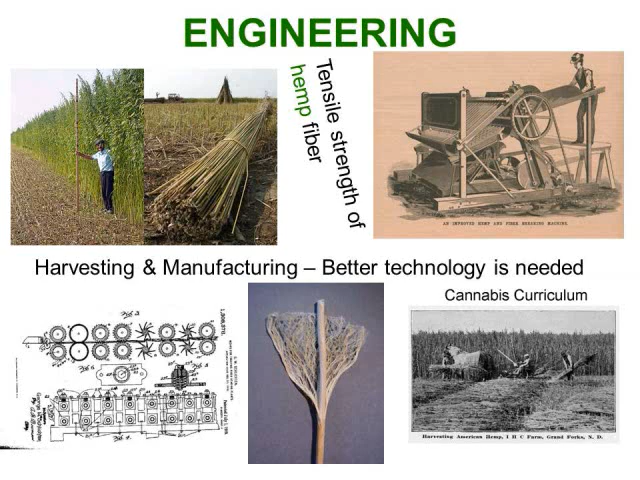 ENGINEERING
Tensile strength of
hemp fiber
AN IMPROVED HEMP AND FIBER BREAKING MACHINE.
Harvesting & Manufacturing – Better technology is needed
Cannabis Curriculum
Harvesting American Hemp, I H C Farm, Grand Forks, N. D.